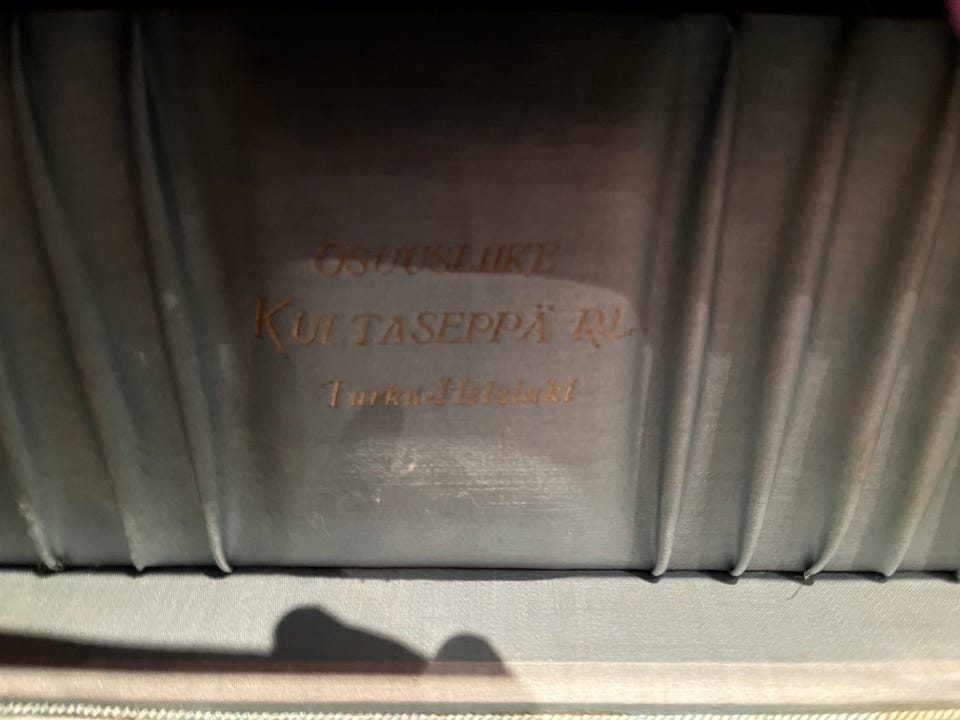 OSUUSLIIKE
KULTASEPPÄ RL
Turku-Helsinki